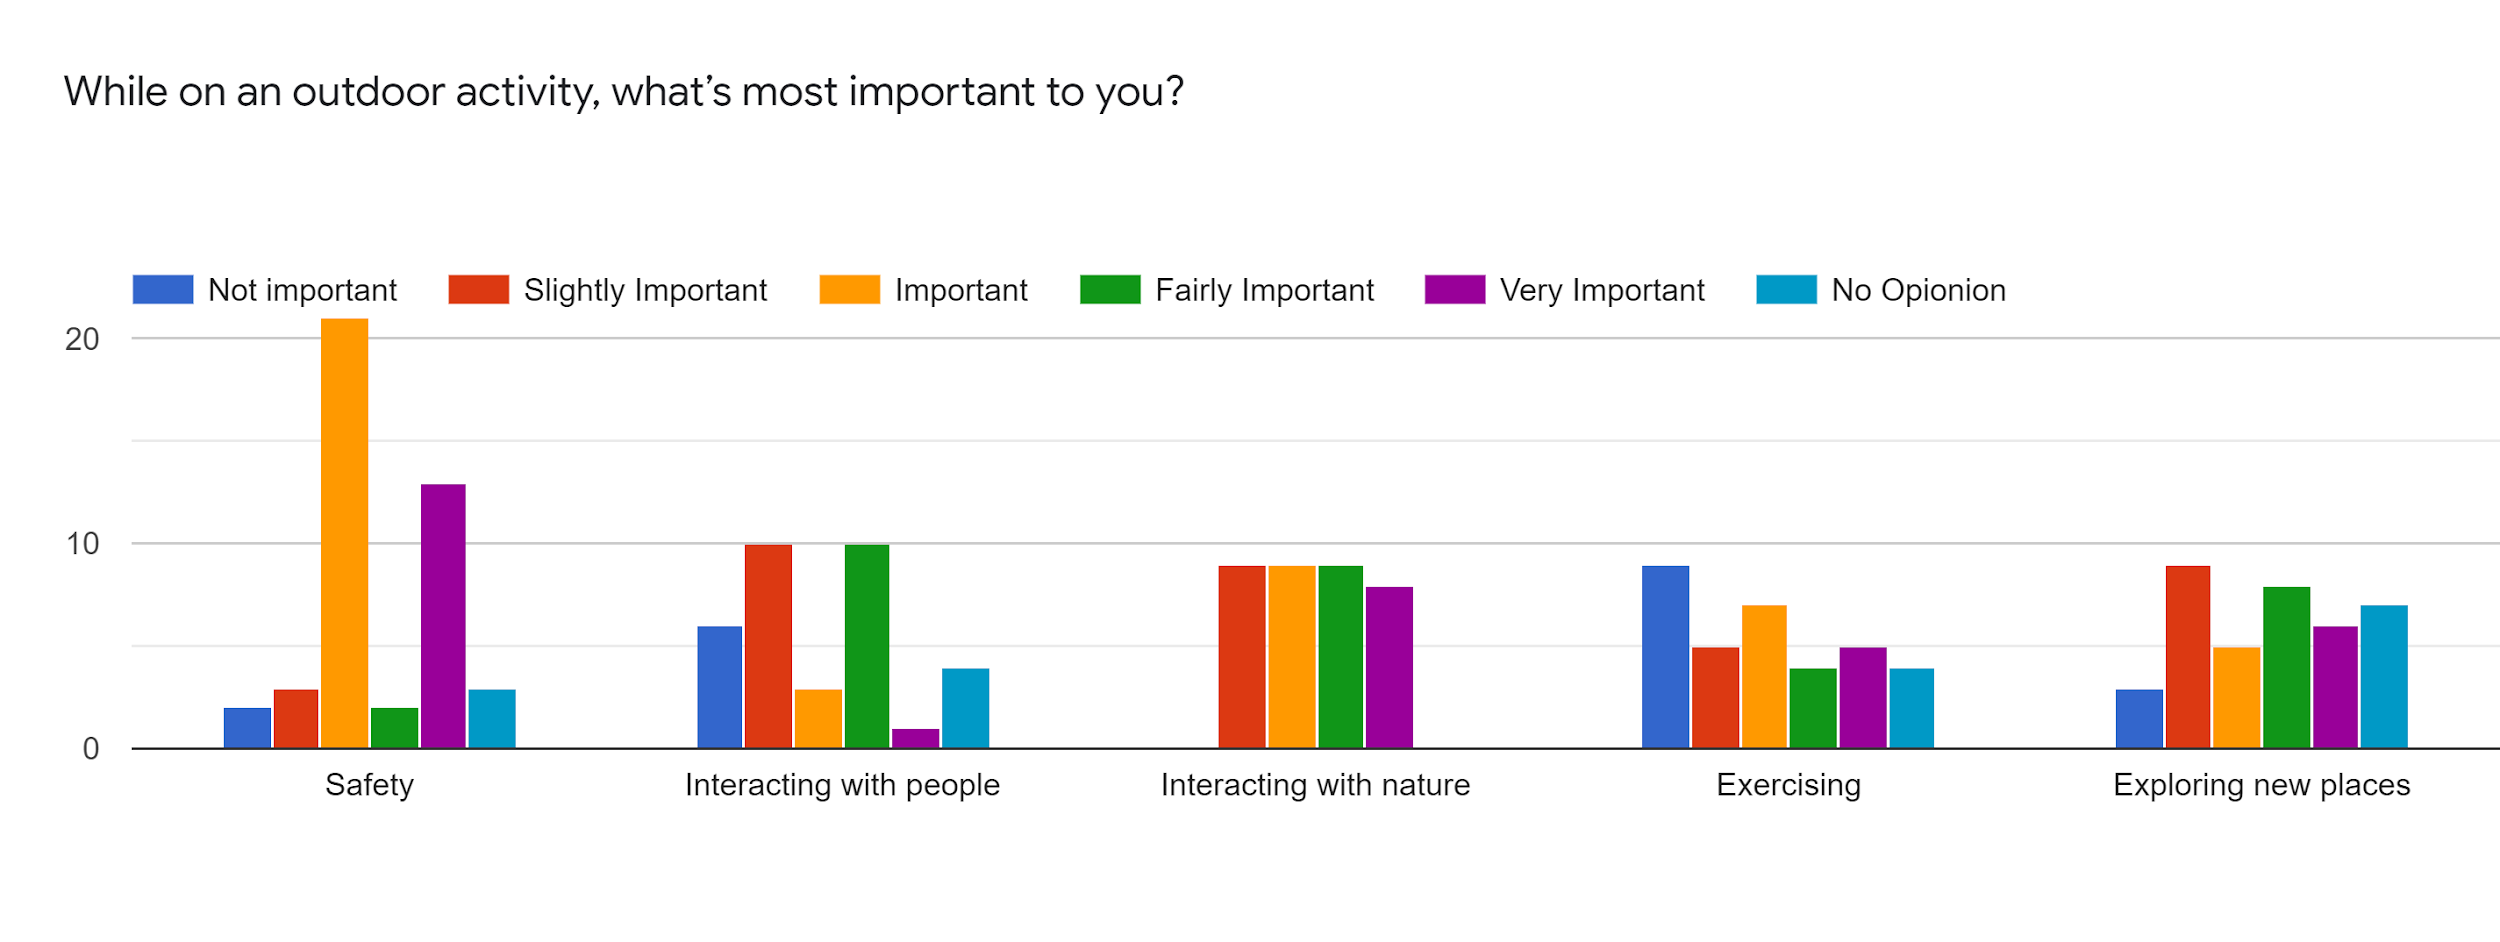 While on an outdoor activity, what’s most important to you?
Not important Slightly Important Important Fairly Important Very Important No Opionion
20
10
0
Safety Interacting with people Interacting with nature Exercising Exploring new places